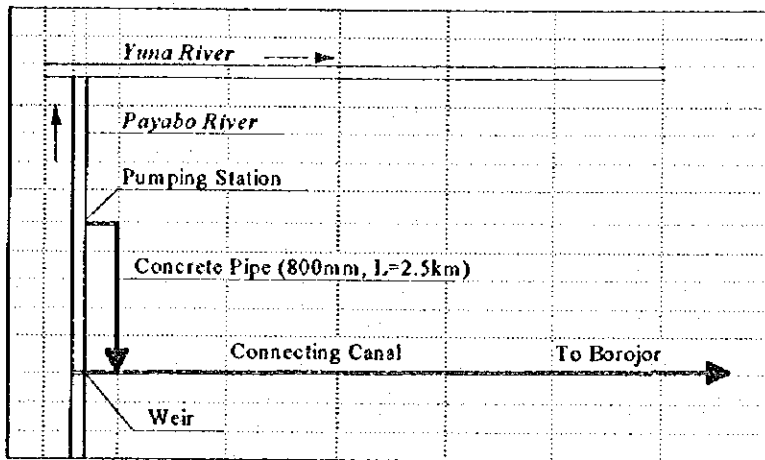 Yuna River
Payabo River
Pumping Station
Concrete Pipe (800mm, L=2.5km)
Connecting Canal
To Borojor
Weir